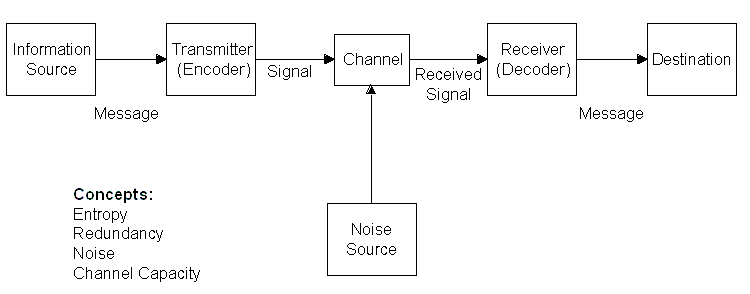 Information
Source
Transmitter
(Encoder)
Signal
Channel
Received
Signal
Receiver
(Decoder)
Destination
Message
Message
Concepts:
Entropy
Redundancy
Noise
Channel Capacity
Noise
Source